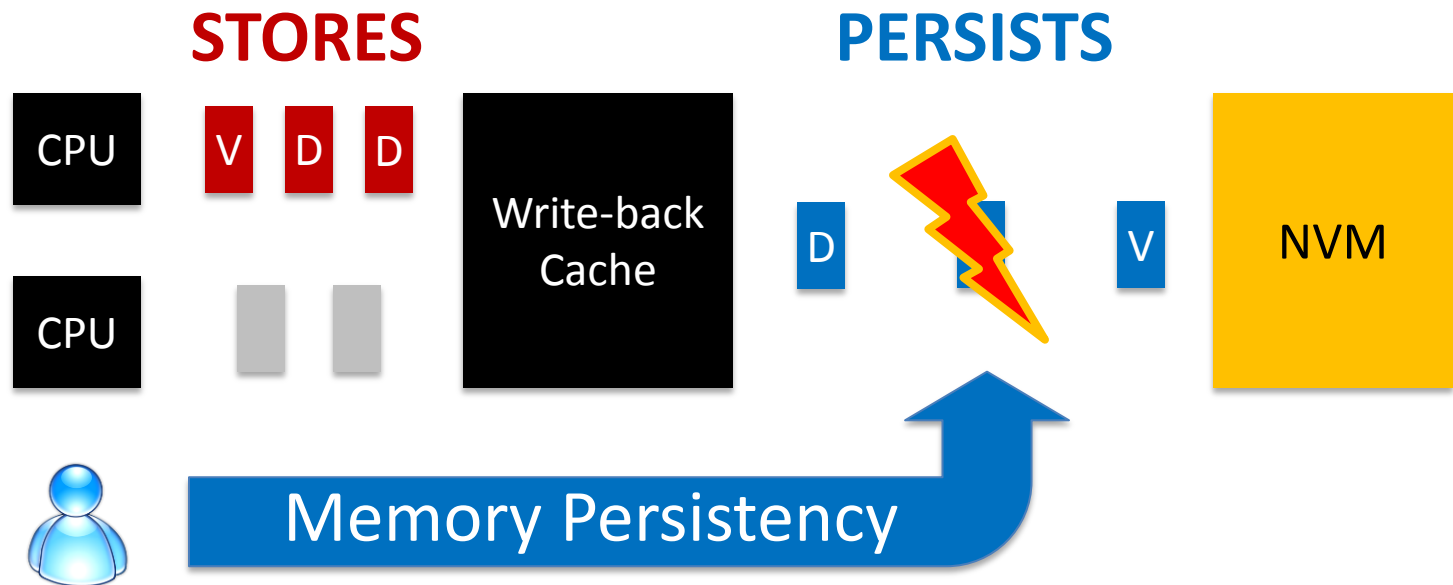 STORES
PERSISTS
CPU
V
D
D
Write-back
Cache
D
V
NVM
CPU
Memory Persistency